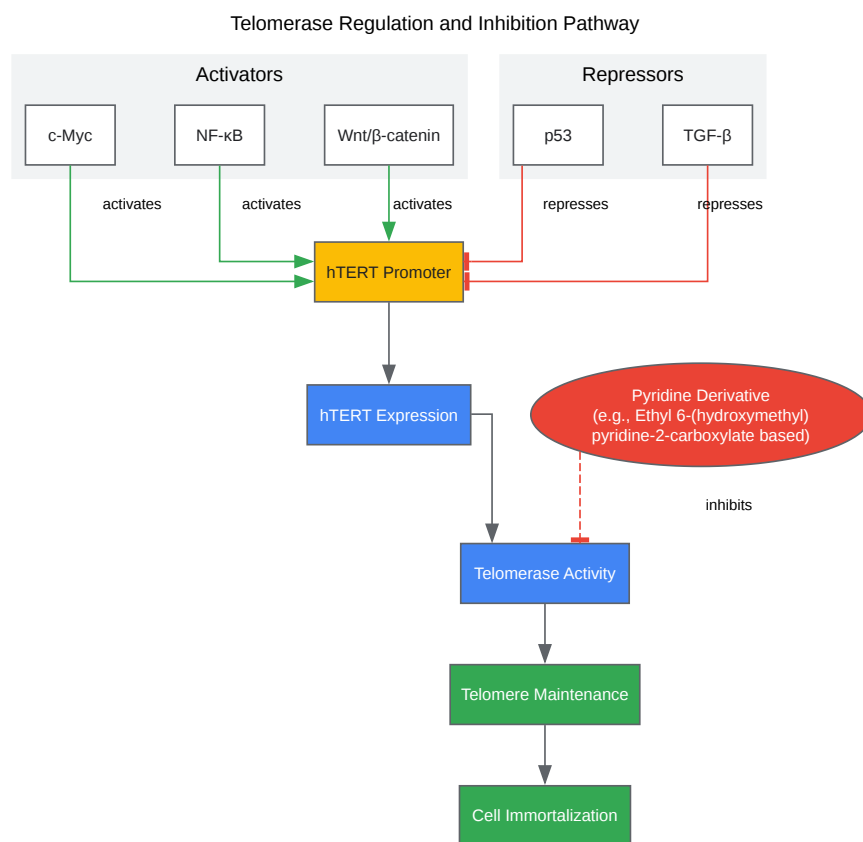 Telomerase Regulation and Inhibition Pathway
Activators
Repressors
c-Myc
NF-κB
Wnt/β-catenin
p53
TGF-β
activates
activates
activates
represses
represses
hTERT Promoter
hTERT Expression
Pyridine Derivative
(e.g., Ethyl 6-(hydroxymethyl)
pyridine-2-carboxylate based)
inhibits
Telomerase Activity
Telomere Maintenance
Cell Immortalization